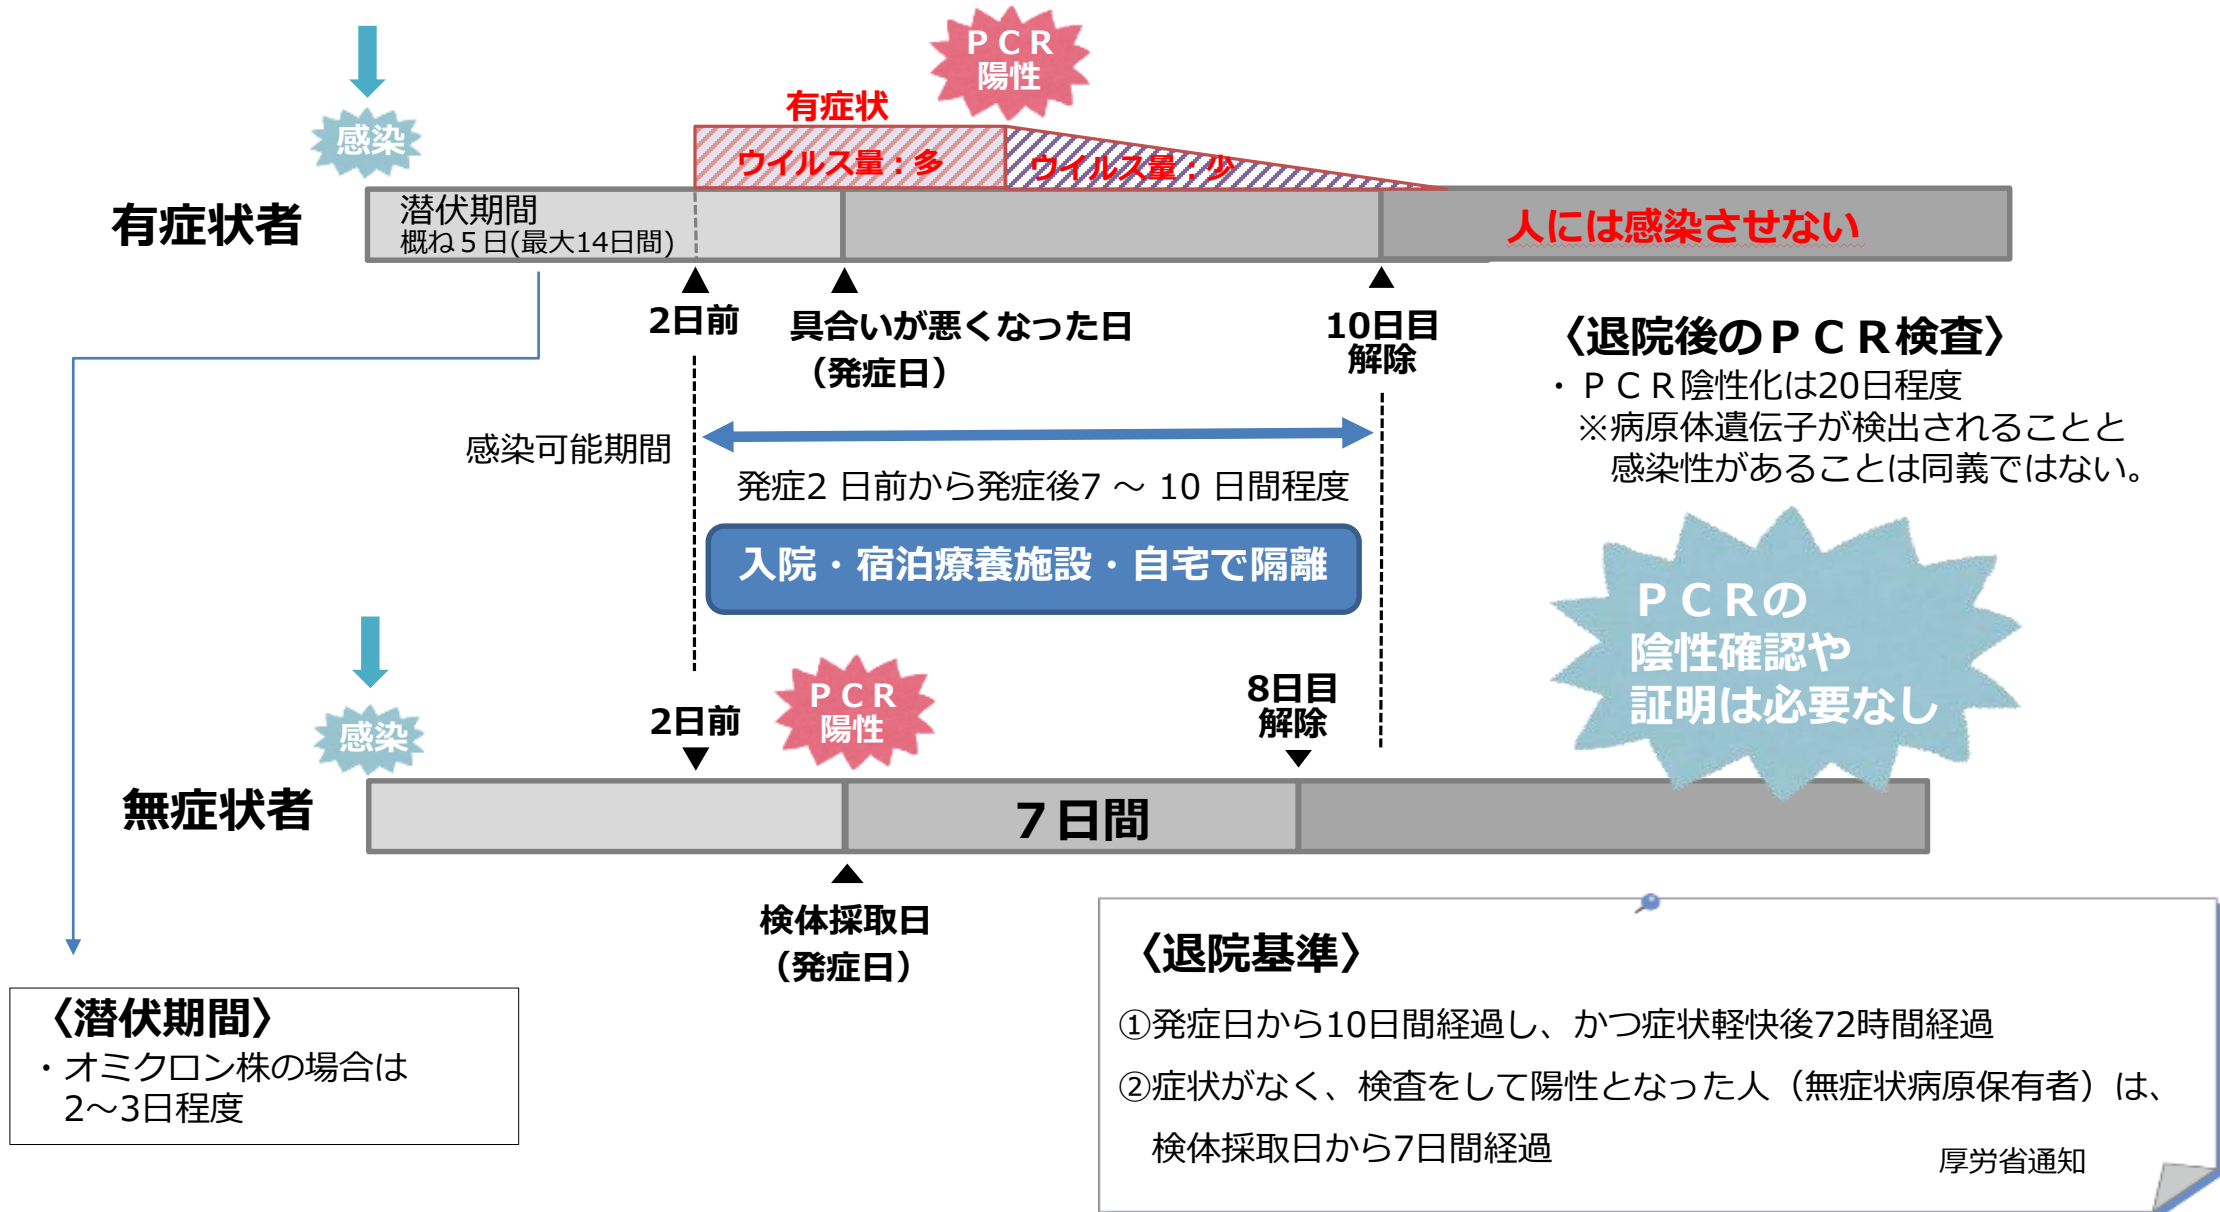 ＰＣＲ
陽性
感染
有症状
ウイルス量：多
ウイルス量：少
有症状者
潜伏期間
概ね５日(最大14日間)
人には感染させない
2日前
具合いが悪くなった日
（発症日）
10日目
解除
〈退院後のＰＣＲ検査〉
・ＰＣＲ陰性化は20日程度
※病原体遺伝子が検出されることと
感染性があることは同義ではない。
感染可能期間
発症2 日前から発症後7 ～ 10 日間程度
入院・宿泊療養施設・自宅で隔離
ＰＣＲの
陰性確認や
証明は必要なし
感染
2日前
ＰＣＲ
陽性
8日目
解除
無症状者
７日間
検体採取日
（発症日）
〈潜伏期間〉
・オミクロン株の場合は
2～3日程度
〈退院基準〉
①発症日から10日間経過し、かつ症状軽快後72時間経過
②症状がなく、検査をして陽性となった人（無症状病原保有者）は、
検体採取日から7日間経過
厚労省通知